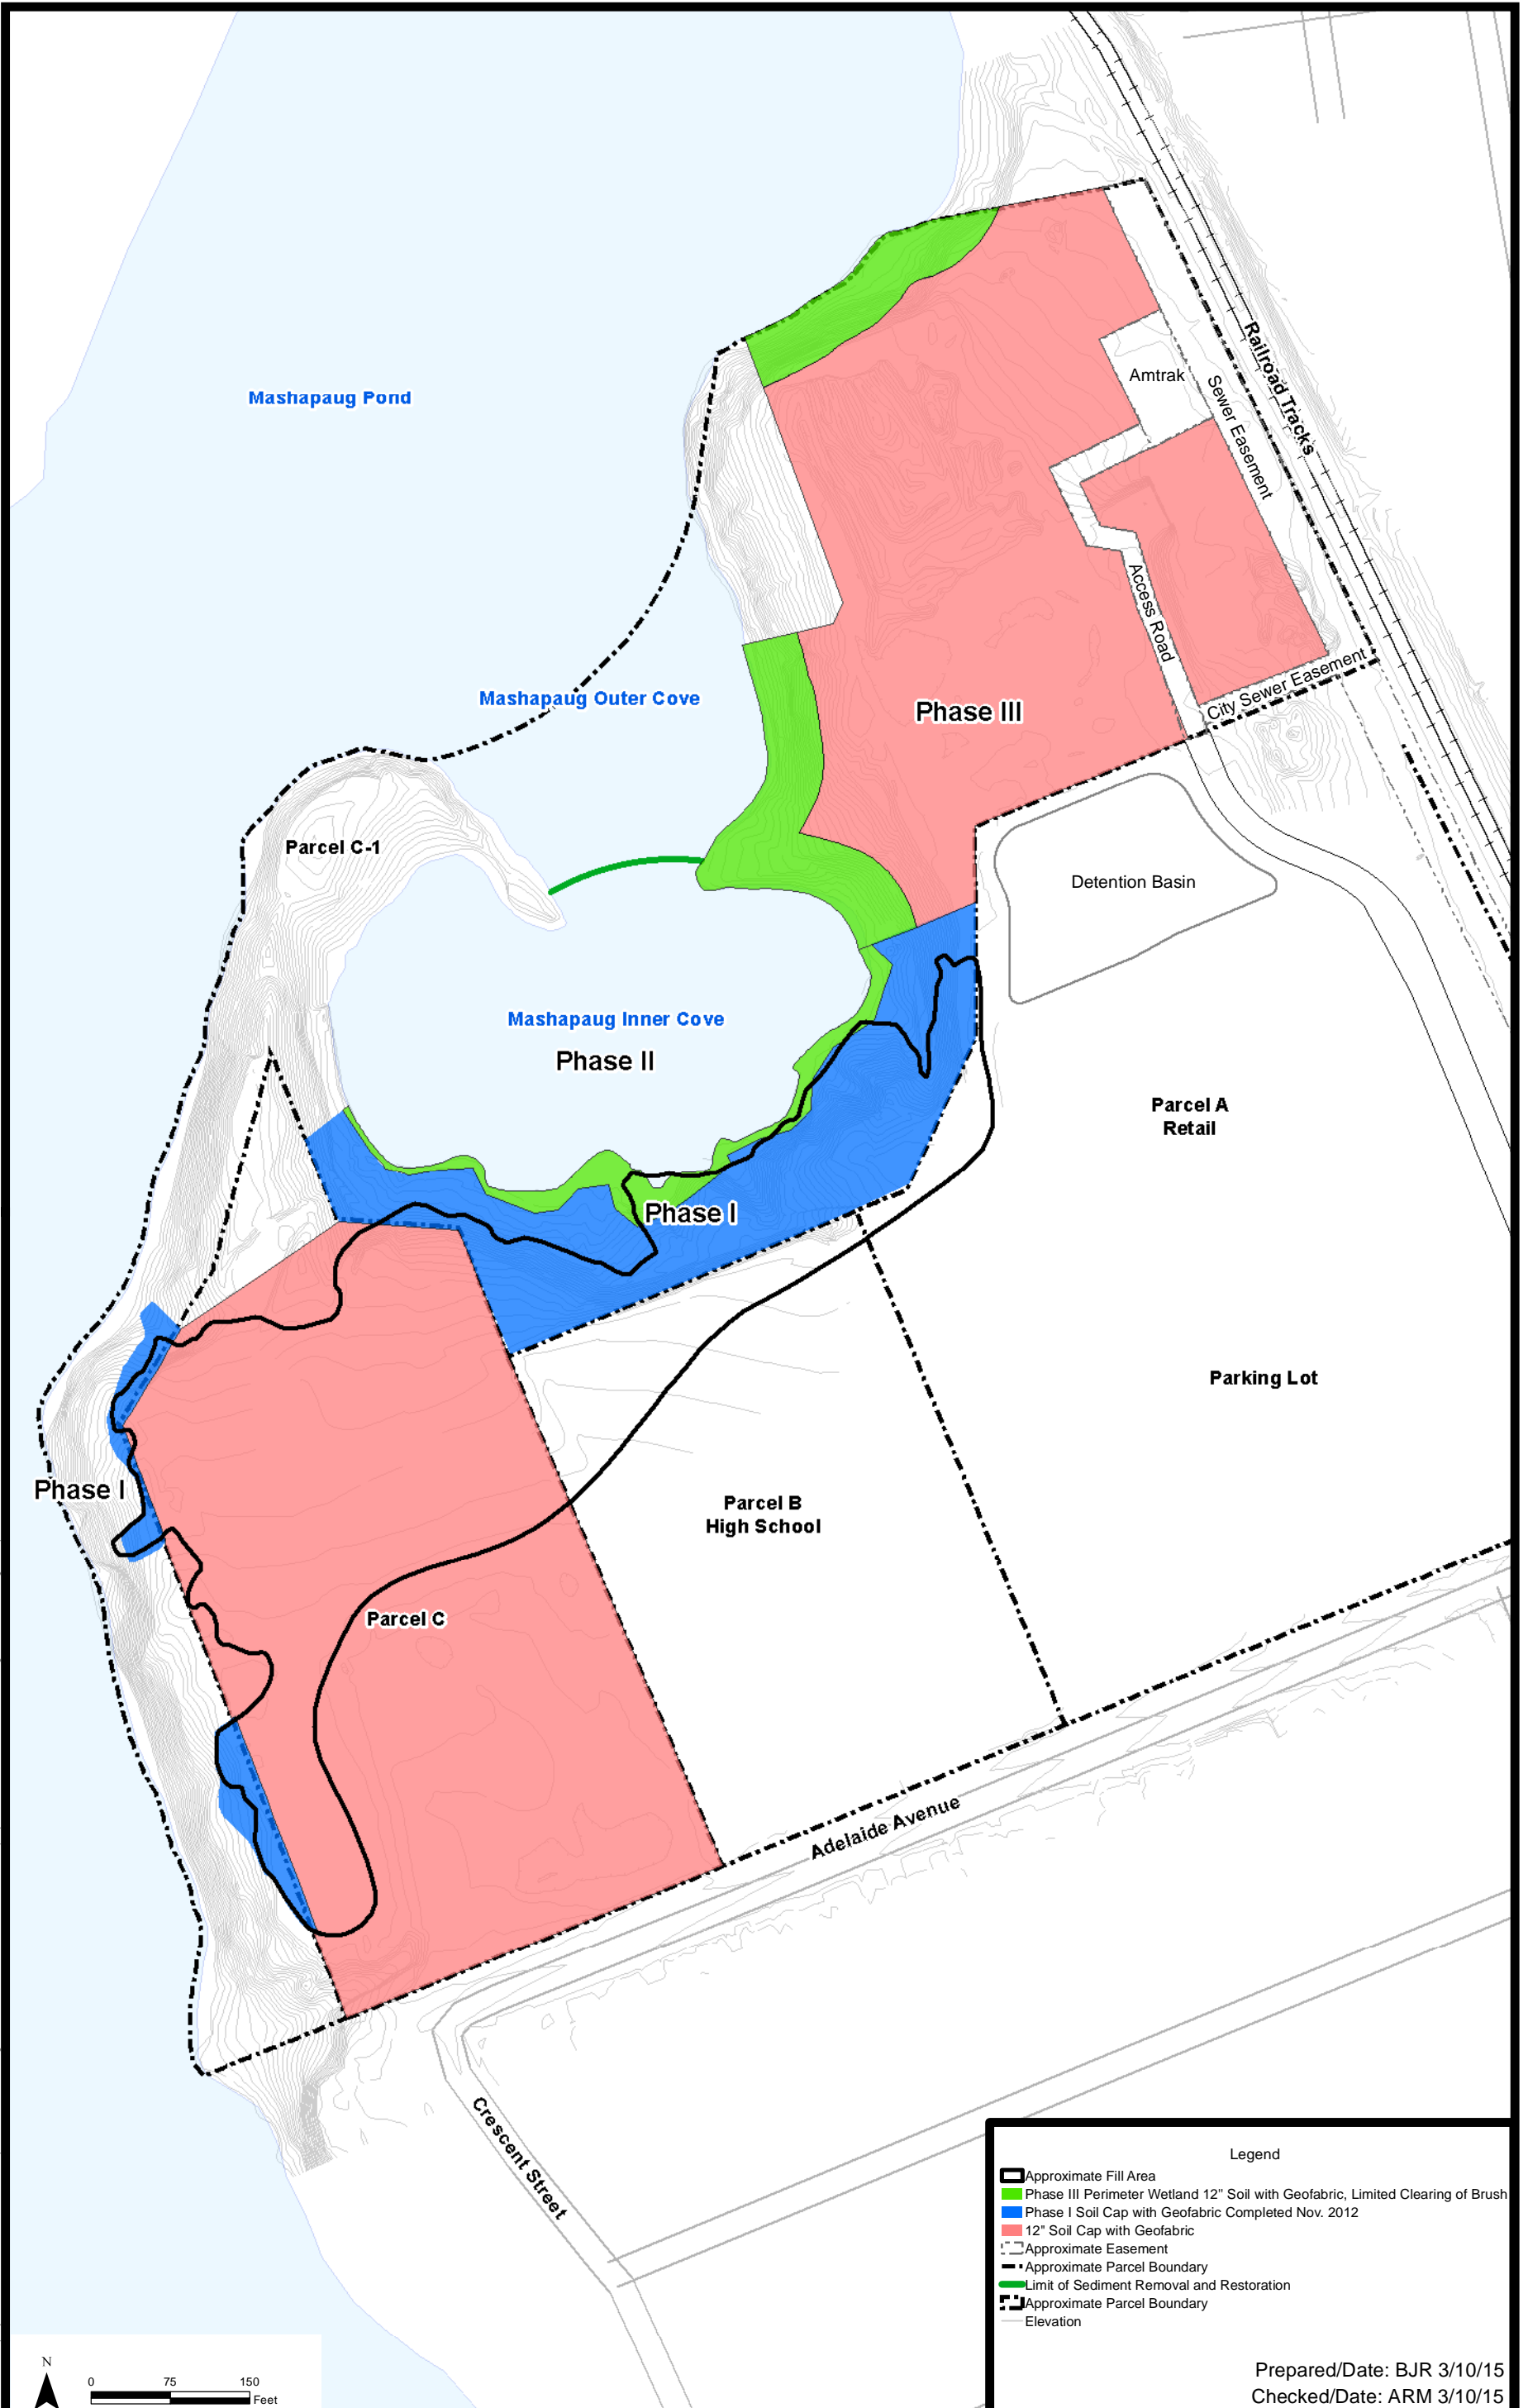 Railroad Tracks
Amtrak
Sewer Easement
Mashapaug Pond
Access Road
City Sewer Easement
Mashapaug Outer Cove
Phase III
Parcel C-1
Detention Basin
Mashapaug Inner Cove
Phase II
Parcel A
Retail
Phase I
Parking Lot
Phase I
Parcel B
High School
Parcel C
Adelaide Avenue
Crescent Street
Legend
Approximate Fill Area
Phase III Perimeter Wetland 12" Soil with Geofabric, Limited Clearing of Brush
Phase I Soil Cap with Geofabric Completed Nov. 2012
12" Soil Cap with Geofabric
Approximate Easement
Approximate Parcel Boundary
Limit of Sediment Removal and Restoration
Approximate Parcel Boundary
Elevation
Prepared/Date: BJR 3/10/15
Checked/Date: ARM 3/10/15
N
0 75 150
Feet